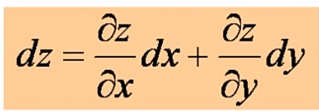 dz = ∂z/∂x dx + ∂z/∂y dy